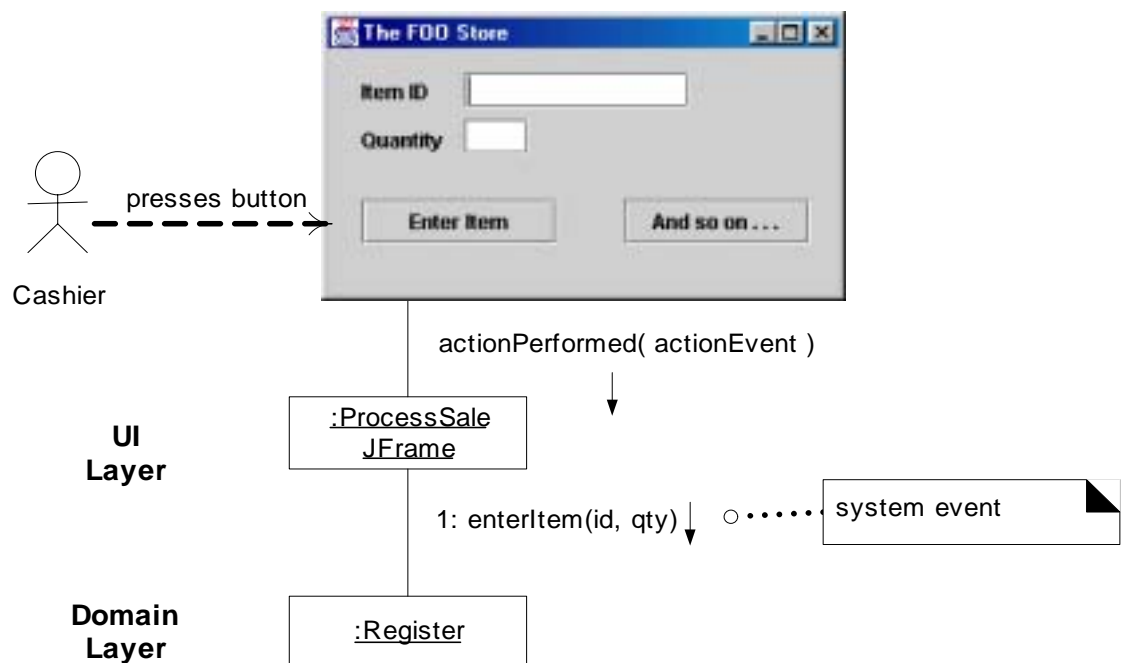 The FOO Store
Item ID
Quantity
presses button
Enter Item
And so on . . .
Cashier
actionPerformed( actionEvent )
:ProcessSale
JFrame
UI
Layer
1: enterItem(id, qty)
system event
Domain
Layer
:Register